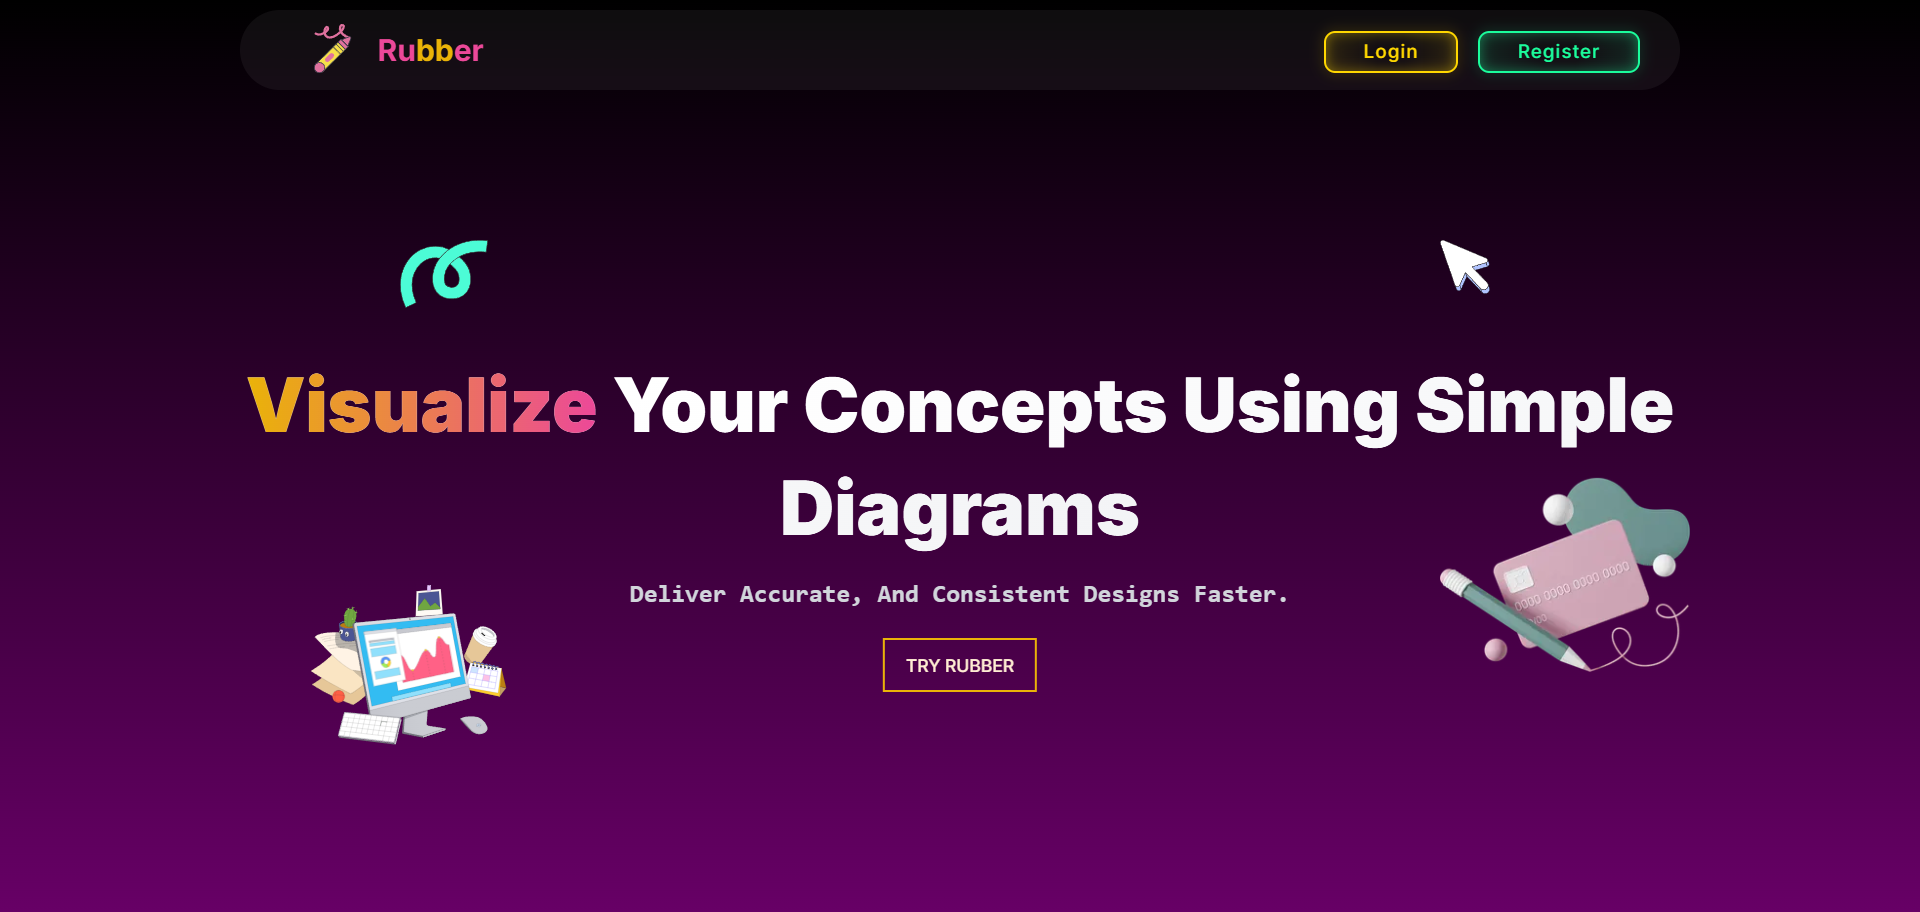 Rubber
Login
Register
Visualize Your Concepts Using Simple
Diagrams
Deliver Accurate, And Consistent Designs Faster.
0000 0000 0000 0000
TRY RUBBER